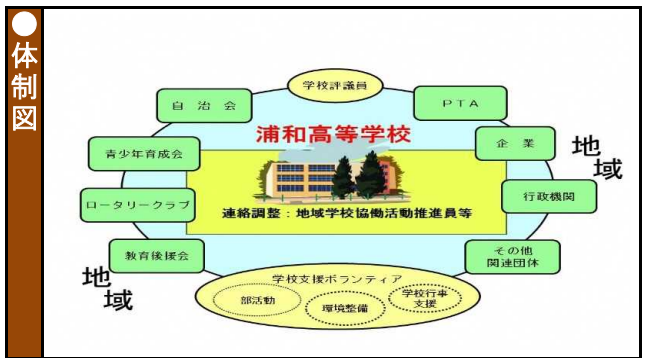 ●体制図
学校評議員
自治会
PTA
浦和高等学校
企業
青少年育成会
地域
ロータリークラブ
行政機関
連絡調整：地域学校協働活動推進員等
教育後援会
その他
関連団体
地域
学校支援ボランティア
部活動
環境整備
学校行事
支援